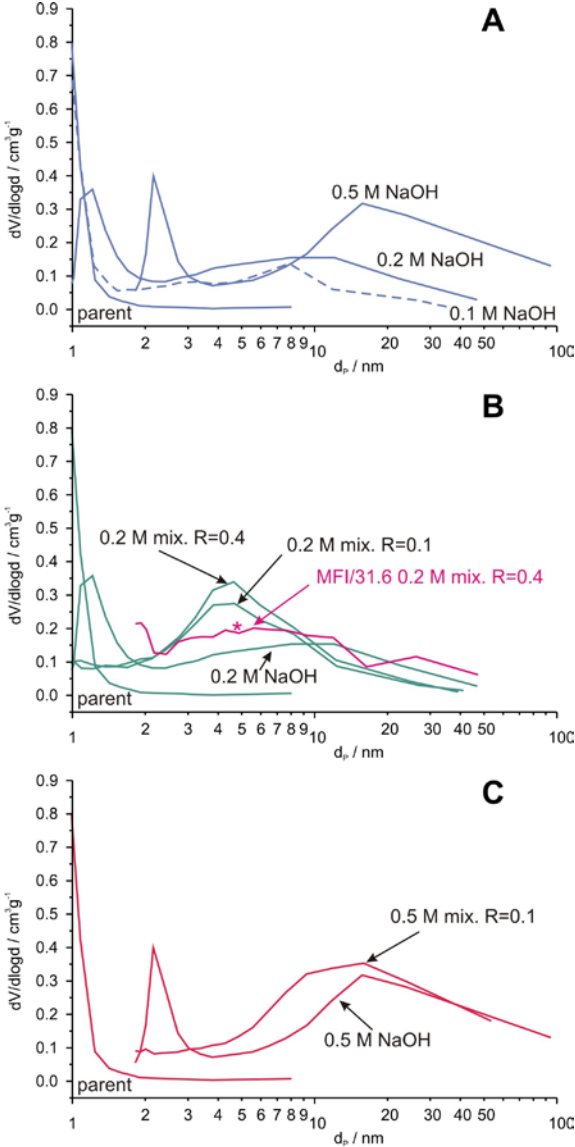 A
0.9
0.8
0.7
0.6
0.5
0.4
0.3
0.2
0.1
0.0
dV/dlogd / cm³g⁻¹
0.5 M NaOH
0.2 M NaOH
0.1 M NaOH
parent
1 2 3 4 5 6 7 8 9 10 20 30 40 50 100
dₚ / nm
B
0.9
0.8
0.7
0.6
0.5
0.4
0.3
0.2
0.1
0.0
dV/dlogd / cm³g⁻¹
0.2 M mix. R=0.4
0.2 M mix. R=0.1
MFI/31.6 0.2 M mix. R=0.4
*
0.2 M NaOH
parent
1 2 3 4 5 6 7 8 9 10 20 30 40 50 100
dₚ / nm
C
0.9
0.8
0.7
0.6
0.5
0.4
0.3
0.2
0.1
0.0
dV/dlogd / cm³g⁻¹
0.5 M mix. R=0.1
0.5 M NaOH
parent
1 2 3 4 5 6 7 8 9 10 20 30 40 50 100
dₚ / nm